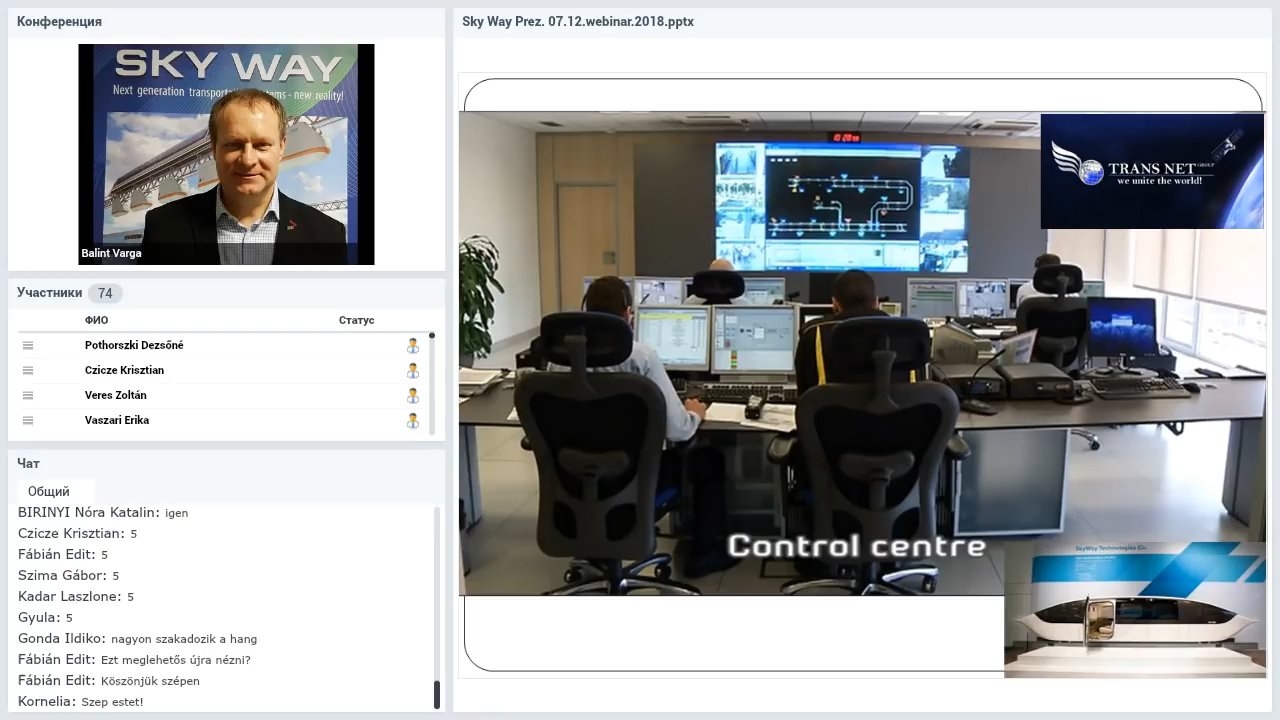 Конференция
SKY WAY
Next generation transportation systems - new reality!
Balint Varga
Участники 74
ФИО Статус
Pothorszki Dezsőné
Czicze Krisztian
Veres Zoltán
Vaszari Erika
Чат
Общий
BIRINYI Nóra Katalin: igen
Czicze Krisztian: 5
Fábián Edit: 5
Szima Gábor: 5
Kadar Laszlone: 5
Gyula: 5
Gonda Ildiko: nagyon szakadozik a hang
Fábián Edit: Ezt meglehetős újra nézni?
Fábián Edit: Köszönjük szépen
Kornelia: Szep estet!
Sky Way Prez. 07.12.webinar.2018.pptx
TRANS NET GROUP
we unite the world!
Control centre
SkyWay Technologies Co.